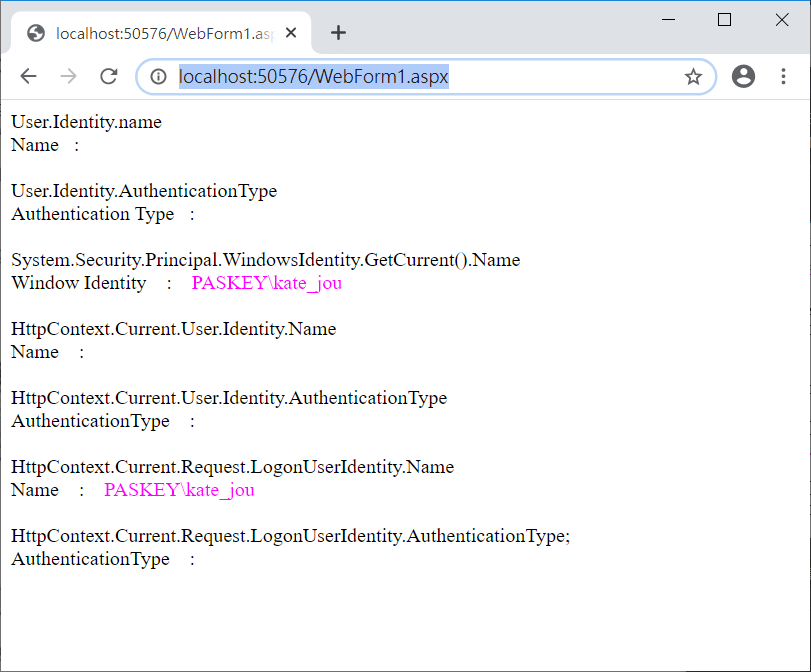 localhost:50576/WebForm1.asp
localhost:50576/WebForm1.aspx
User.Identity.name
Name :
User.Identity.AuthenticationType
Authentication Type :
System.Security.Principal.WindowsIdentity.GetCurrent().Name
Window Identity : PASKEY\kate_jou
HttpContext.Current.User.Identity.Name
Name :
HttpContext.Current.User.Identity.AuthenticationType
AuthenticationType :
HttpContext.Current.Request.LogonUserIdentity.Name
Name : PASKEY\kate_jou
HttpContext.Current.Request.LogonUserIdentity.AuthenticationType;
AuthenticationType :